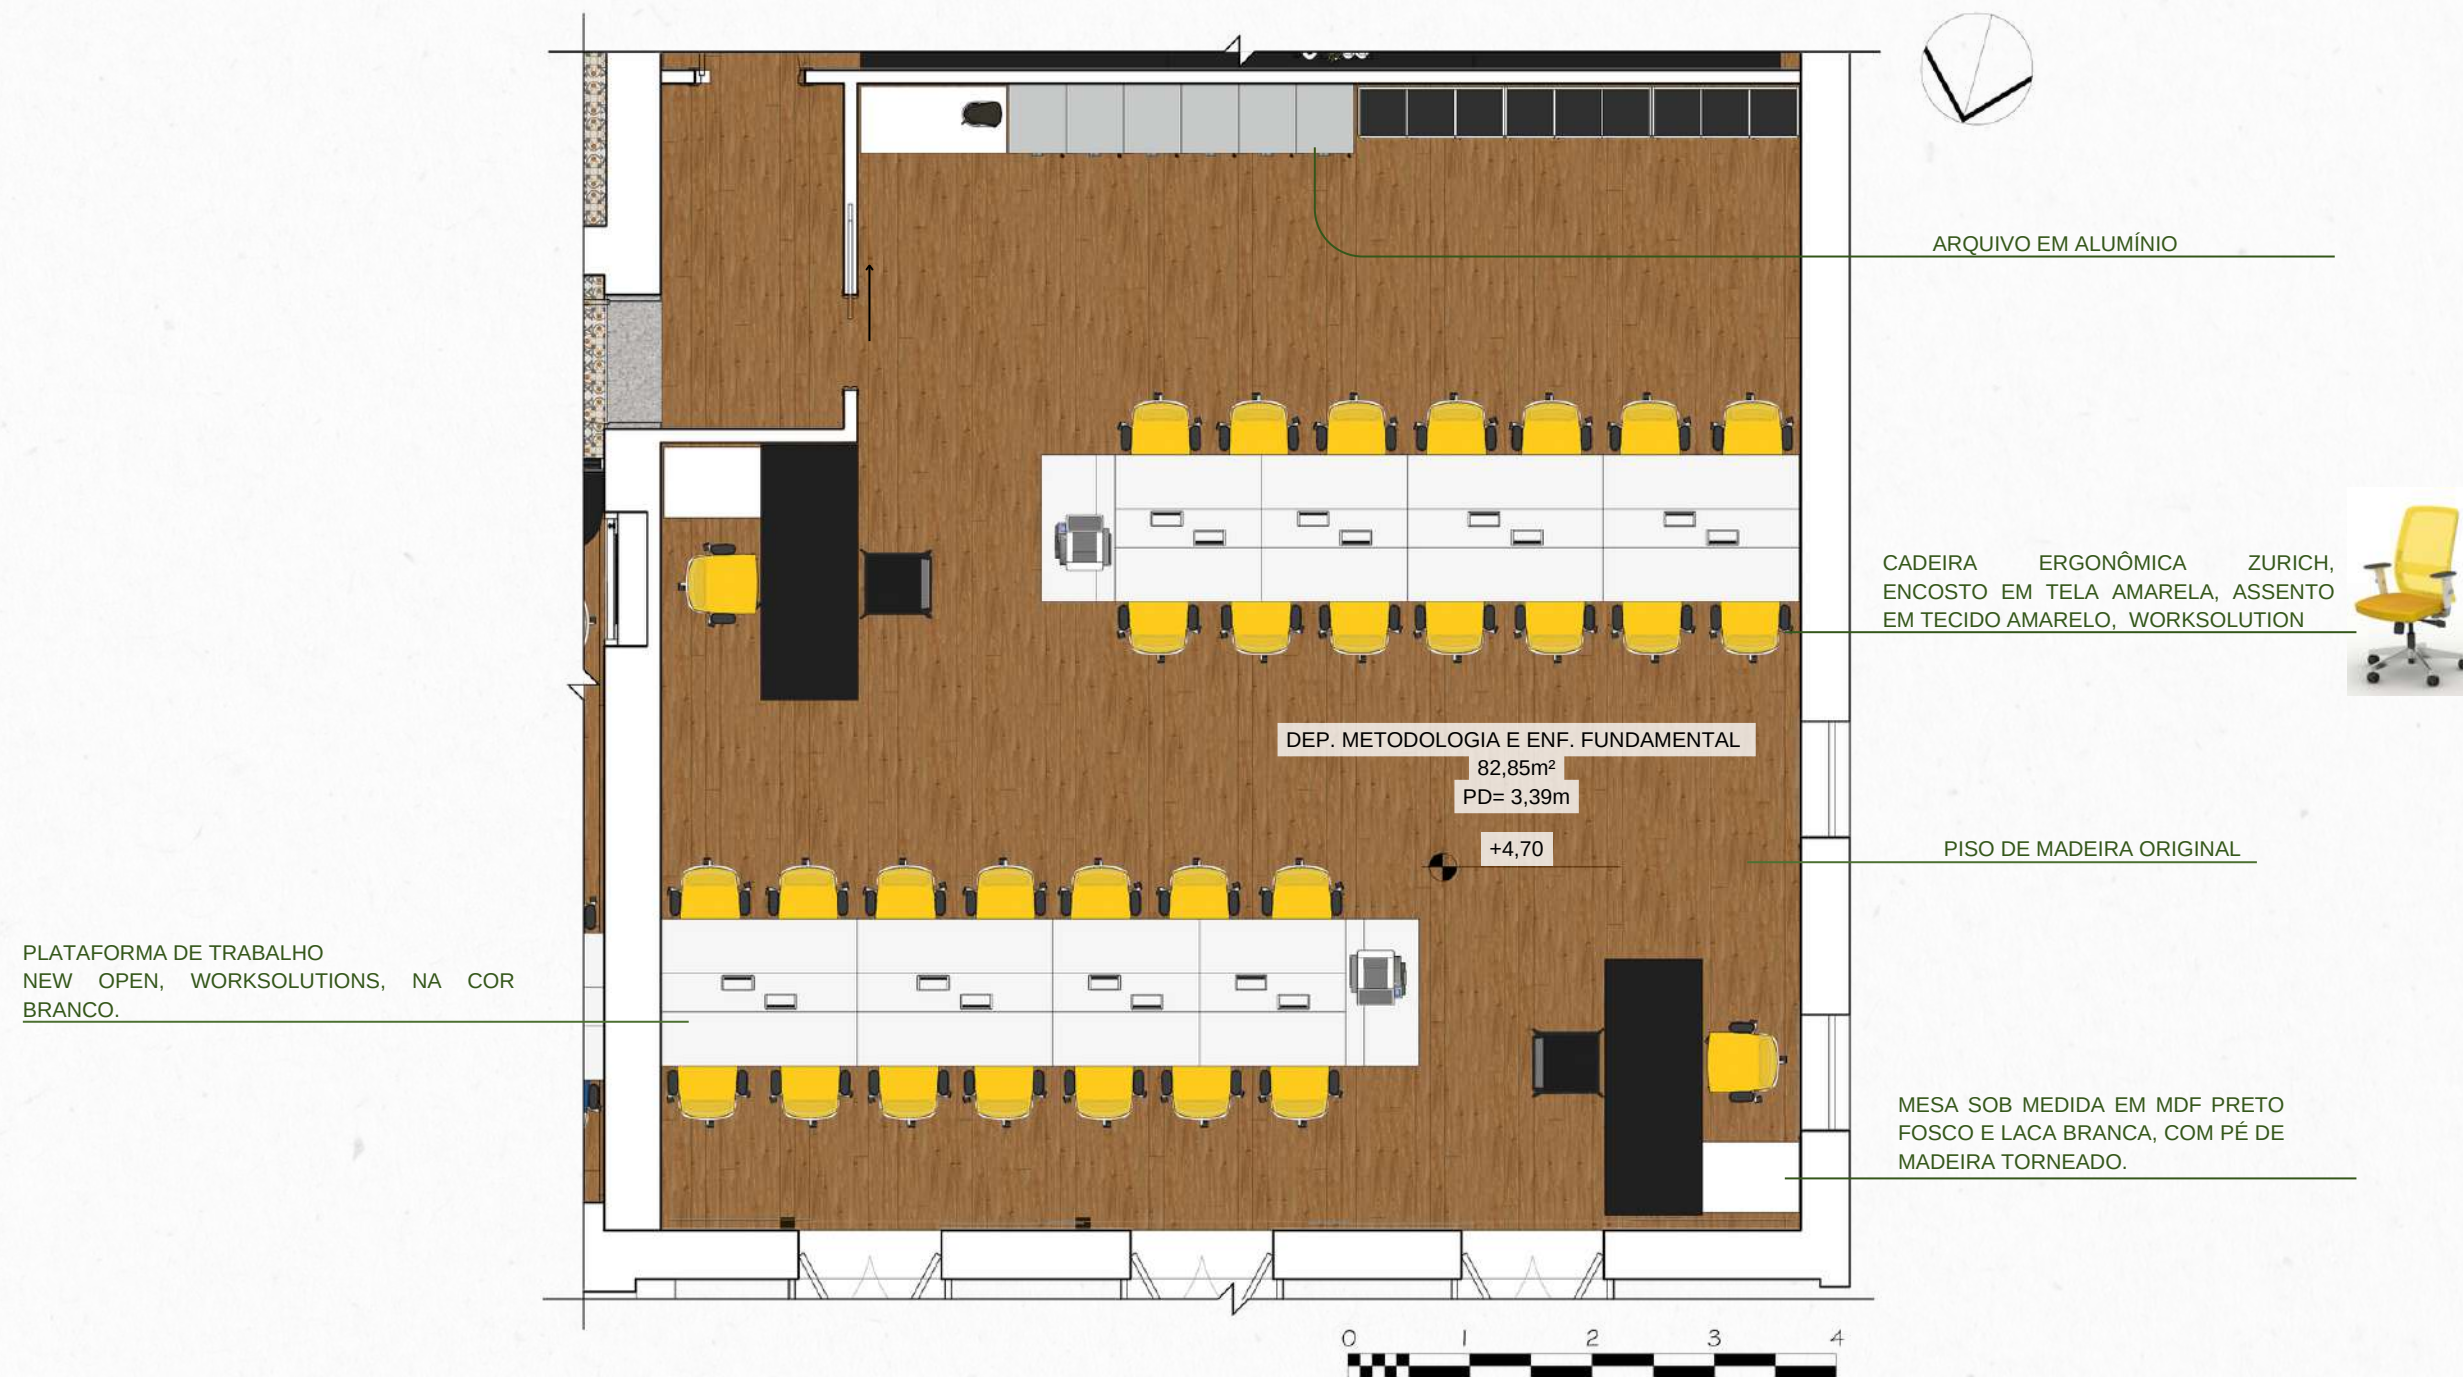 ARQUIVO EM ALUMÍNIO
CADEIRA ERGONÔMICA ZURICH,
ENCOSTO EM TELA AMARELA, ASSENTO
EM TECIDO AMARELO, WORKSOLUTION
DEP. METODOLOGIA E ENF. FUNDAMENTAL
82,85m²
PD= 3,39m
+4,70
PISO DE MADEIRA ORIGINAL
PLATAFORMA DE TRABALHO
NEW OPEN, WORKSOLUTIONS, NA COR
BRANCO.
MESA SOB MEDIDA EM MDF PRETO
FOSCO E LACA BRANCA, COM PÉ DE
MADEIRA TORNEADO.
0 1 2 3 4